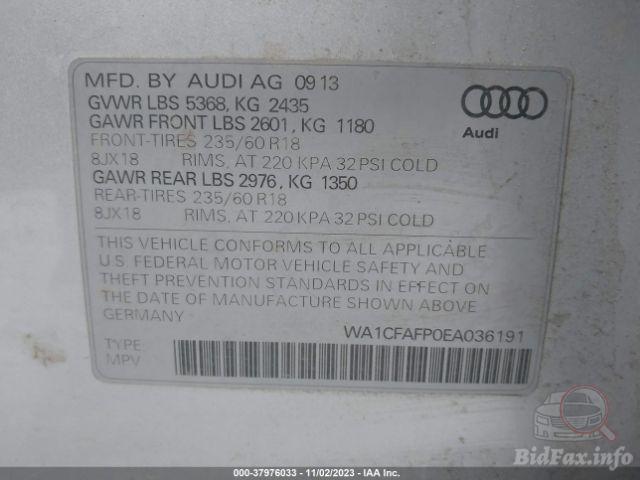 MFD. BY AUDI AG 09 13
GVWR LBS 5368, KG 2435
GAWR FRONT LBS 2601, KG 1180
FRONT-TIRES 235/60 R18
8JX18 RIMS, AT 220 KPA 32 PSI COLD
GAWR REAR LBS 2976, KG 1350
REAR-TIRES 235/60 R18
8JX18 RIMS, AT 220 KPA 32 PSI COLD
Audi
THIS VEHICLE CONFORMS TO ALL APPLICABLE
U.S. FEDERAL MOTOR VEHICLE SAFETY AND
THEFT PREVENTION STANDARDS IN EFFECT ON
THE DATE OF MANUFACTURE SHOWN ABOVE.
WA1CFAFP0EA036191
TYPE:
MPV
BidFax.info
000-37976033 - 11/02/2023 - IAA Inc.